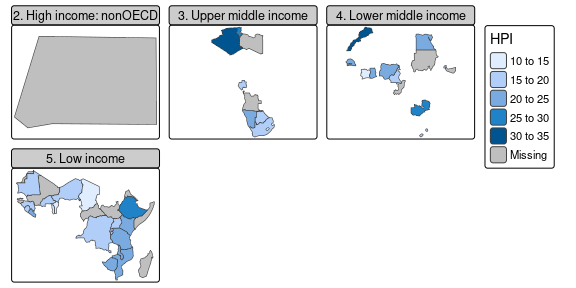 2. High income: nonOECD
3. Upper middle income
4. Lower middle income
HPI
10 to 15
15 to 20
20 to 25
25 to 30
30 to 35
Missing
5. Low income